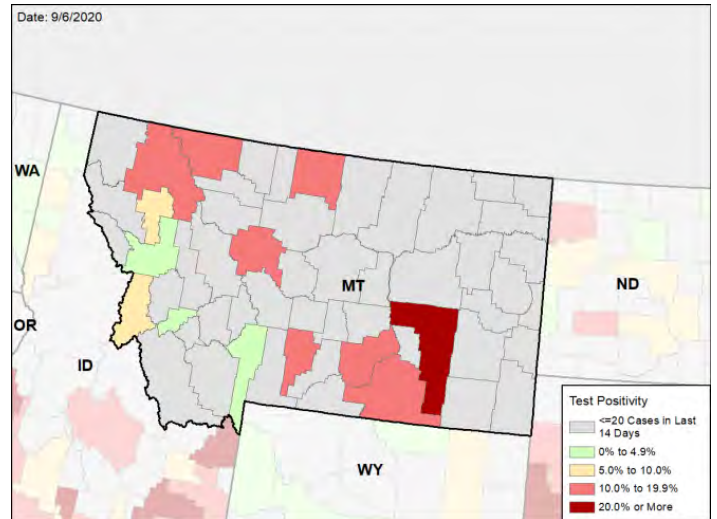 Date: 9/6/2020
WA
MT
ND
OR
ID
WY
Test Positivity
<=20 Cases in Last
14 Days
0% to 4.9%
5.0% to 10.0%
10.0% to 19.9%
20.0% or More